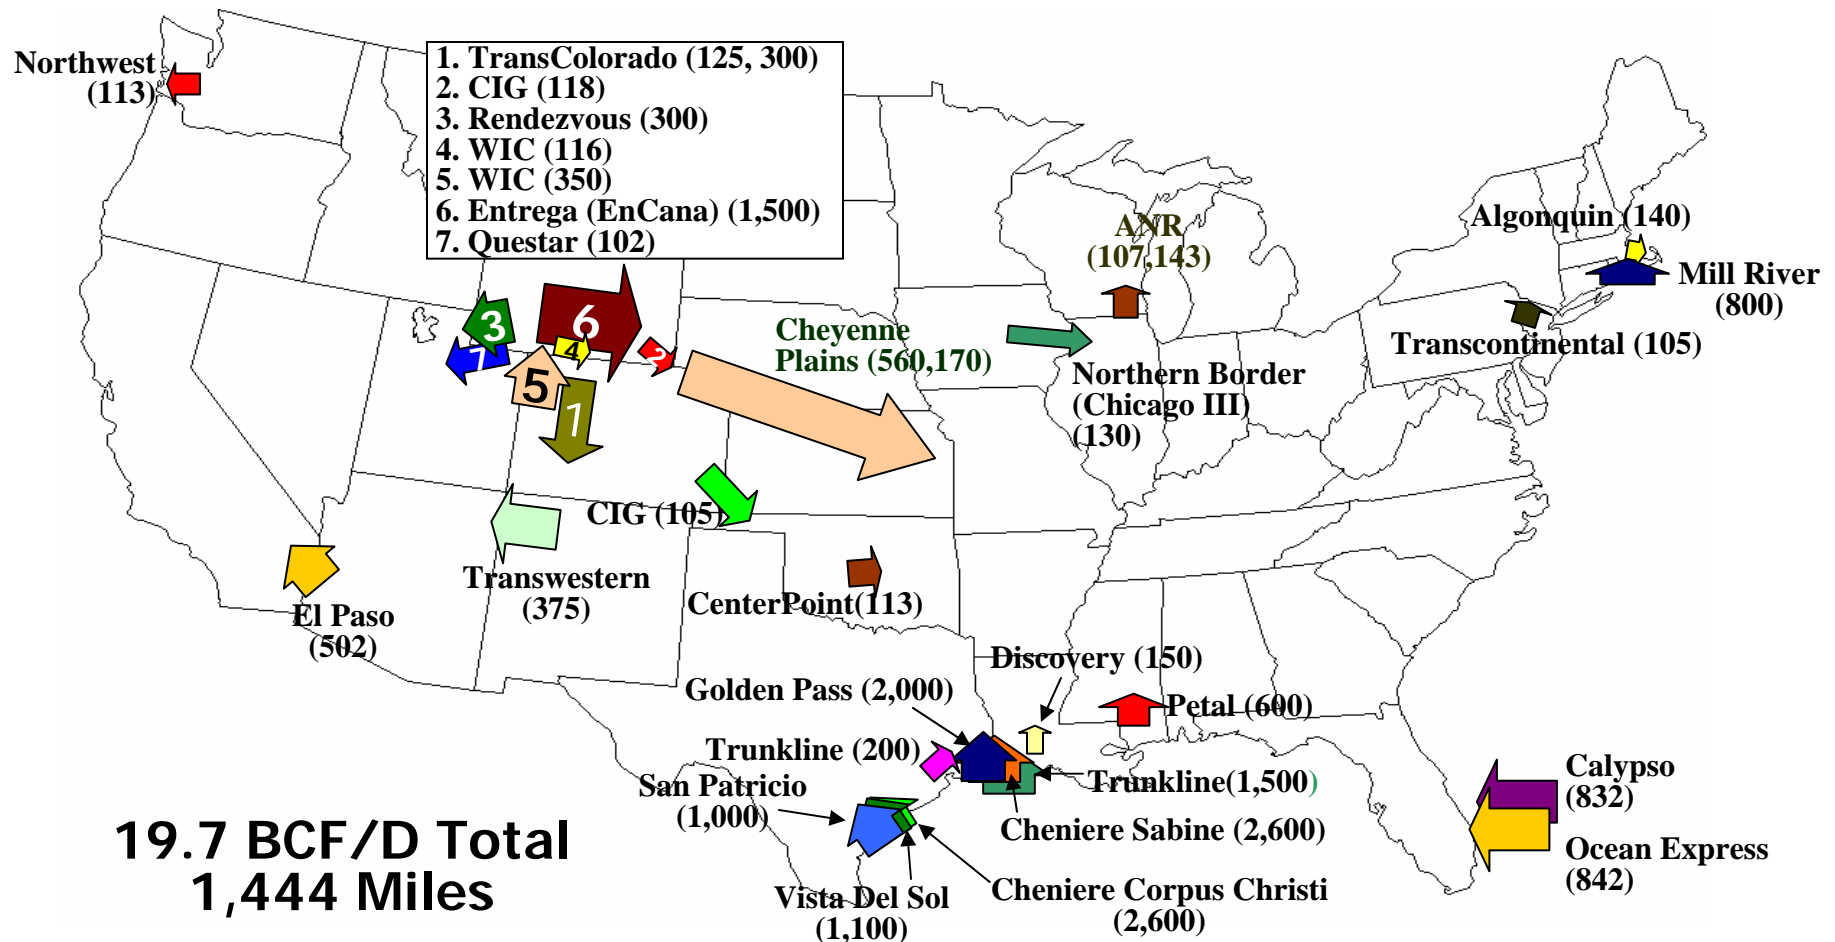 Northwest
(113)
1. TransColorado (125, 300)
2. CIG (118)
3. Rendezvous (300)
4. WIC (116)
5. WIC (350)
6. Entrega (EnCana) (1,500)
7. Questar (102)
ANR
(107,143)
Algonquin (140)
Mill River
(800)
Transcontinental (105)
3
6
7
4
2
5
1
Cheyenne
Plains (560,170)
Northern Border
(Chicago III)
(130)
CIG (105)
Transwestern
(375)
El Paso
(502)
CenterPoint(113)
Discovery (150)
Golden Pass (2,000)
Petal (600)
Trunkline (200)
Trunkline(1,500)
San Patricio
(1,000)
Cheniere Sabine (2,600)
Calypso
(832)
Ocean Express
(842)
Vista Del Sol
(1,100)
Cheniere Corpus Christi
(2,600)
19.7 BCF/D Total
1,444 Miles